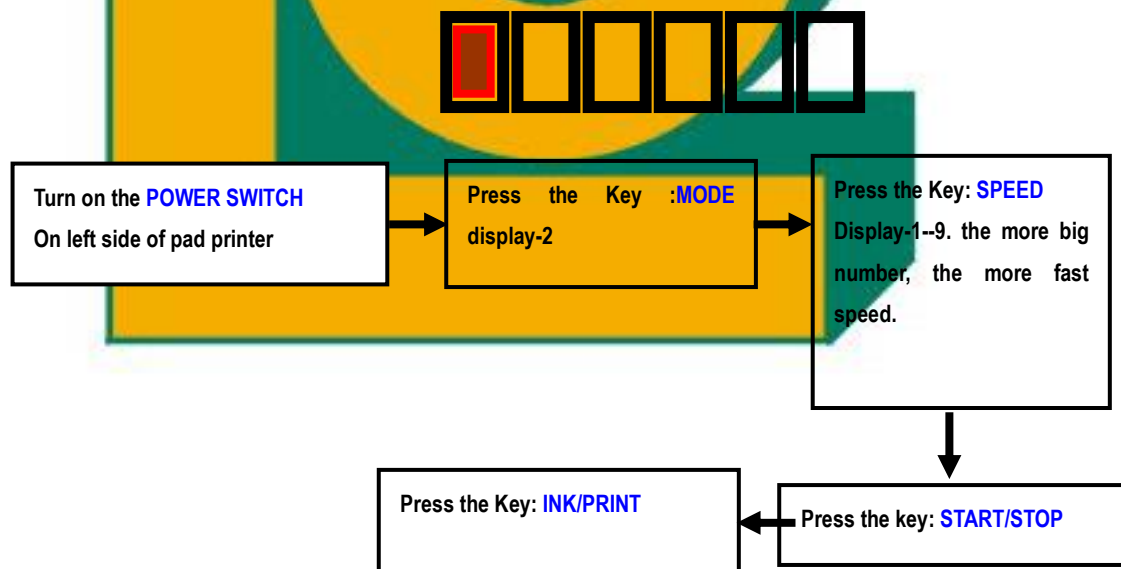 Turn on the POWER SWITCH
On left side of pad printer
Press the Key :MODE
display-2
Press the Key: SPEED
Display-1--9. the more big
number, the more fast
speed.
Press the key: START/STOP
Press the Key: INK/PRINT